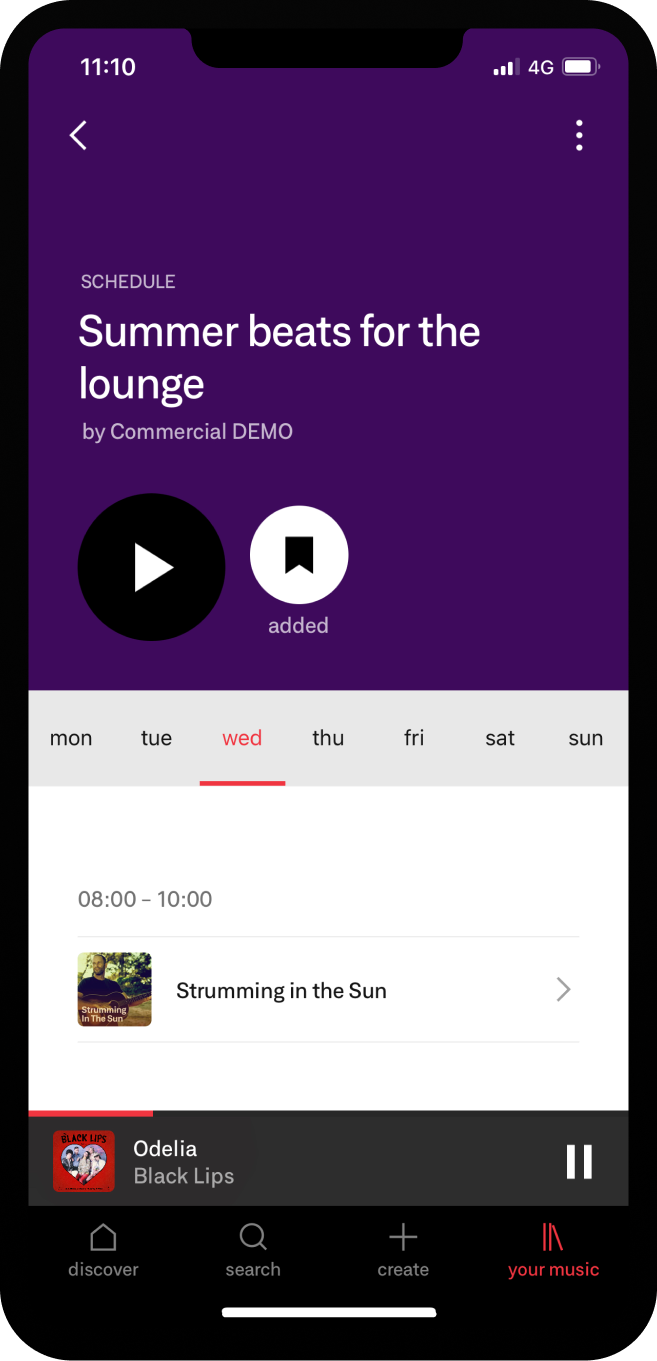 11:10
4G
SCHEDULE
Summer beats for the
lounge
by Commercial DEMO
added
mon tue wed thu fri sat sun
08:00 – 10:00
Strumming
In The Sun
Strumming in the Sun
BLACK LIPS
Odelia
Black Lips
discover search create your music